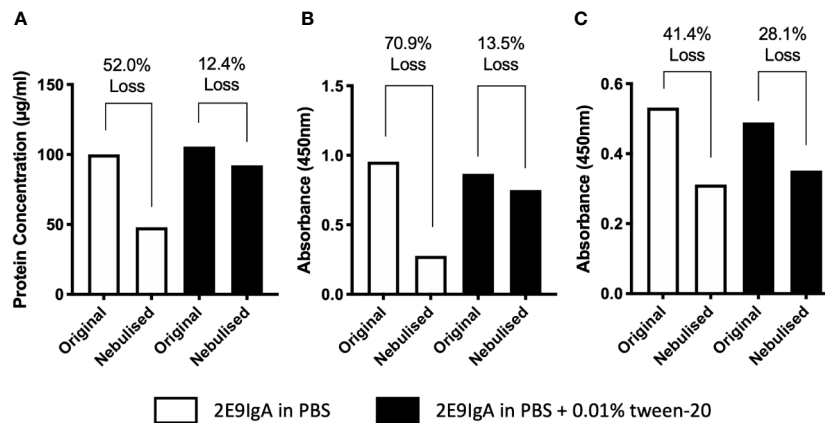 A
52.0%
Loss
12.4%
Loss
Protein Concentration (µg/ml)
150
100
50
0
Original
Nebulised
Original
Nebulised
B
70.9%
Loss
13.5%
Loss
Absorbance (450nm)
1.5
1.0
0.5
0.0
Original
Nebulised
Original
Nebulised
C
41.4%
Loss
28.1%
Loss
Absorbance (450nm)
0.6
0.4
0.2
0.0
Original
Nebulised
Original
Nebulised
2E9IgA in PBS
2E9IgA in PBS + 0.01% tween-20